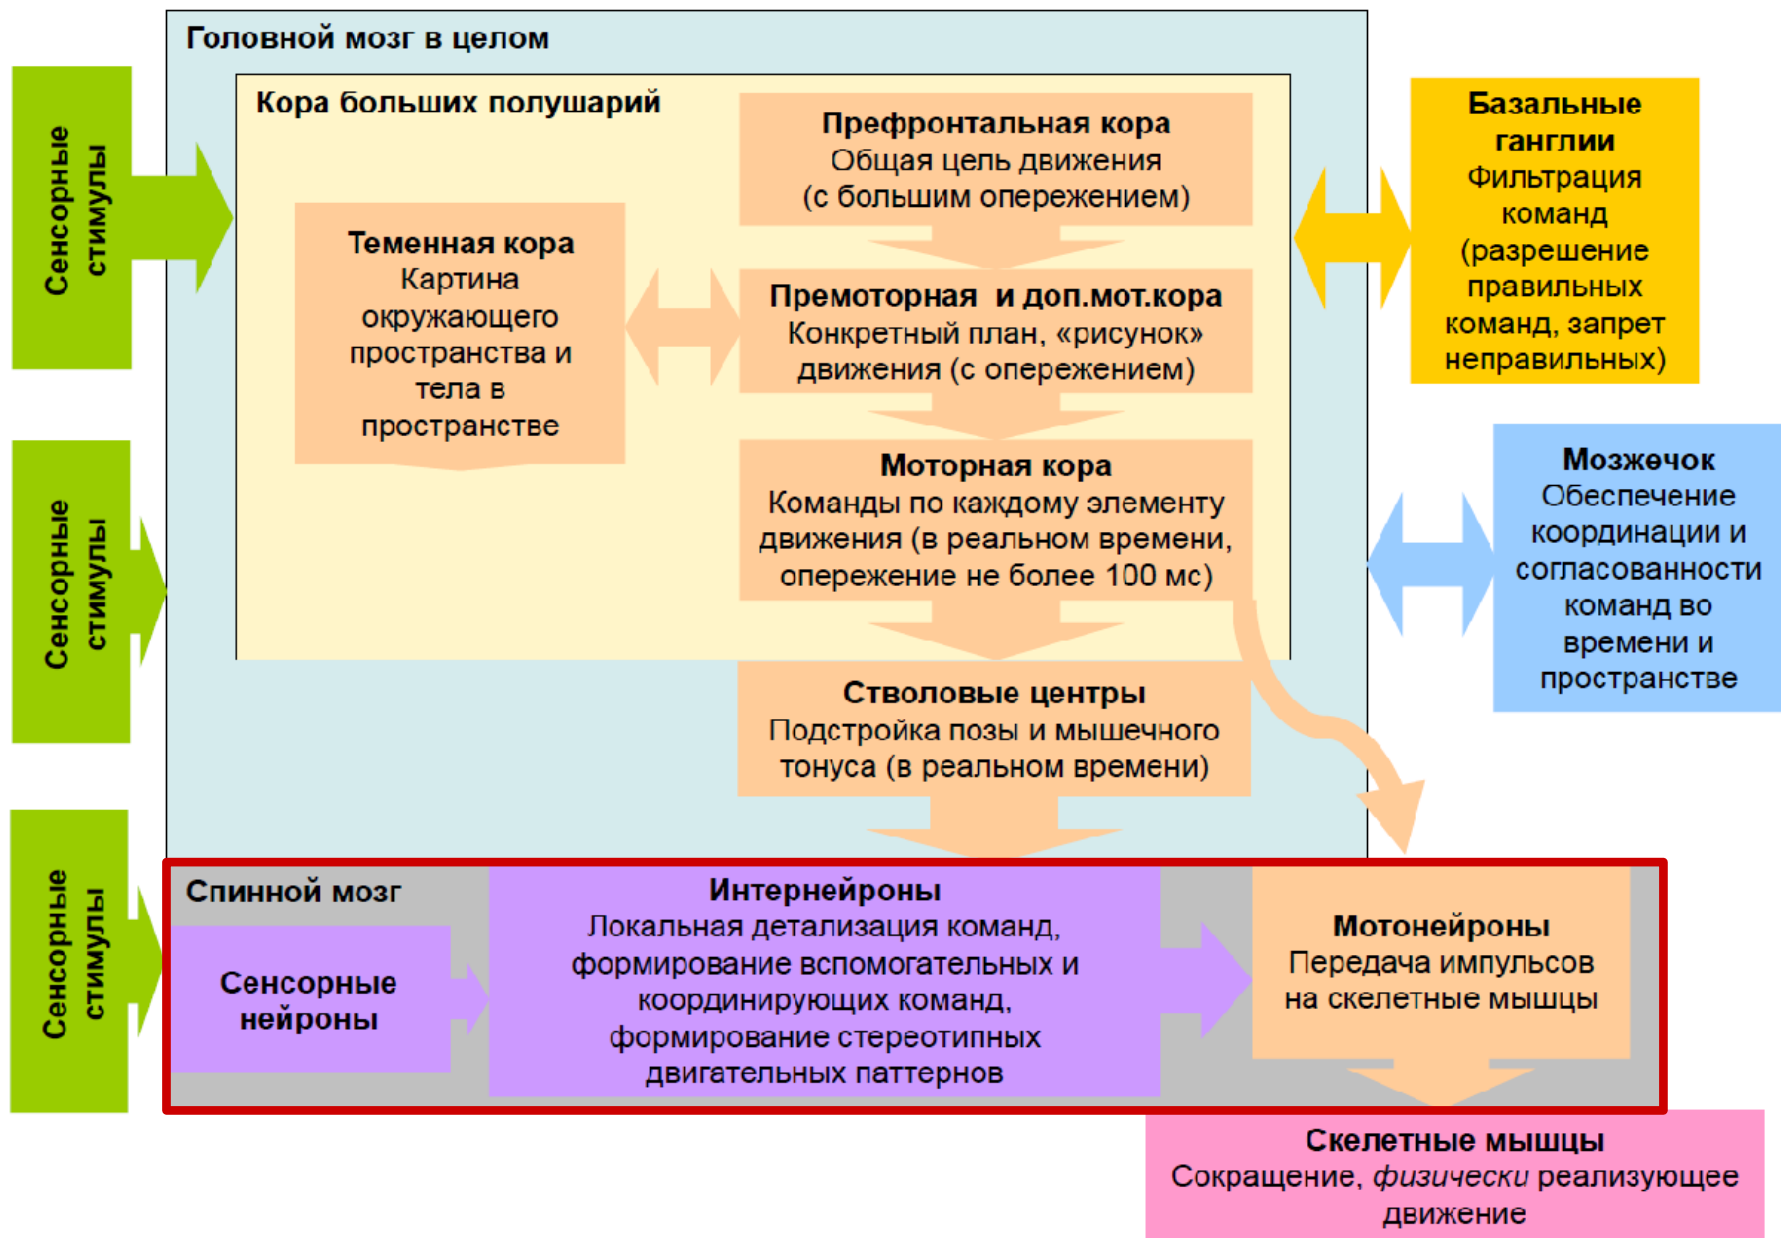 Головной мозг в целом
Сенсорные
стимулы
Кора больших полушарий
Префронтальная кора
Общая цель движения
(с большим опережением)
Базальные
ганглии
Фильтрация
команд
(разрешение
правильных
команд, запрет
неправильных)
Теменная кора
Картина
окружающего
пространства и
тела в
пространстве
Премоторная и доп.мот.кора
Конкретный план, «рисунок»
движения (с опережением)
Сенсорные
стимулы
Моторная кора
Команды по каждому элементу
движения (в реальном времени,
опережение не более 100 мс)
Мозжечок
Обеспечение
координации и
согласованности
команд во
времени и
пространстве
Стволовые центры
Подстройка позы и мышечного
тонуса (в реальном времени)
Сенсорные
стимулы
Спинной мозг
Сенсорные
нейроны
Интернейроны
Локальная детализация команд,
формирование вспомогательных и
координирующих команд,
формирование стереотипных
двигательных паттернов
Мотонейроны
Передача импульсов
на скелетные мышцы
Скелетные мышцы
Сокращение, физически реализующее
движение